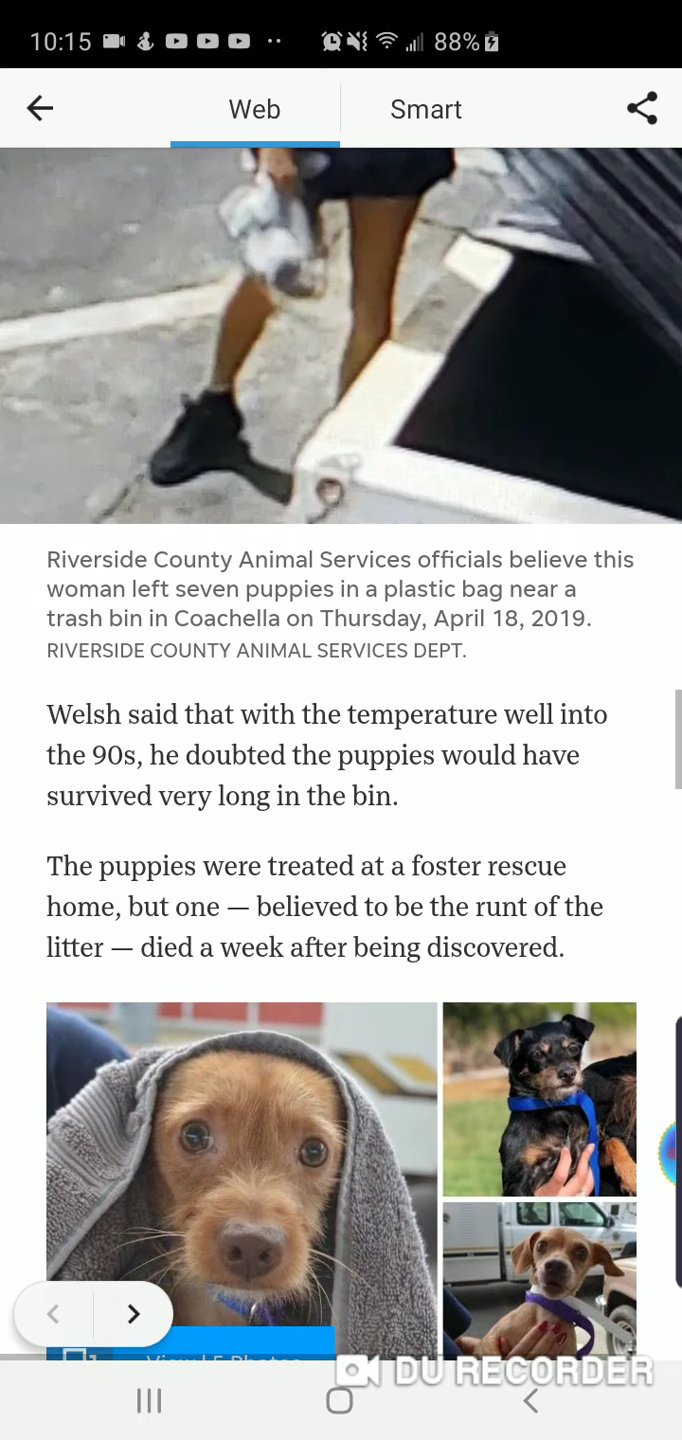 10:15 88%
Web Smart
Riverside County Animal Services officials believe this
woman left seven puppies in a plastic bag near a
trash bin in Coachella on Thursday, April 18, 2019.
RIVERSIDE COUNTY ANIMAL SERVICES DEPT.
Welsh said that with the temperature well into
the 90s, he doubted the puppies would have
survived very long in the bin.
The puppies were treated at a foster rescue
home, but one — believed to be the runt of the
litter — died a week after being discovered.
View
Photos
DU RECORDER